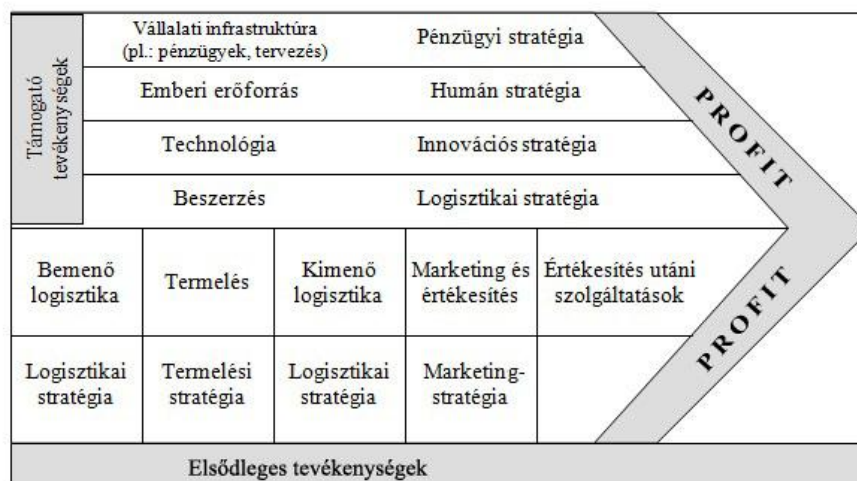 Támogató
tevékenységek
Vállalati infrastruktúra
(pl.: pénzügyek, tervezés)
Pénzügyi stratégia
Emberi erőforrás
Humán stratégia
Technológia
Innovációs stratégia
Beszerzés
Logisztikai stratégia
PROFIT
Bemenő
logisztika
Termelés
Kimenő
logisztika
Marketing és
értékesítés
Értékesítés utáni
szolgáltatások
Logisztikai
stratégia
Termelési
stratégia
Logisztikai
stratégia
Marketing-
stratégia
PROFIT
Elsődleges tevékenységek